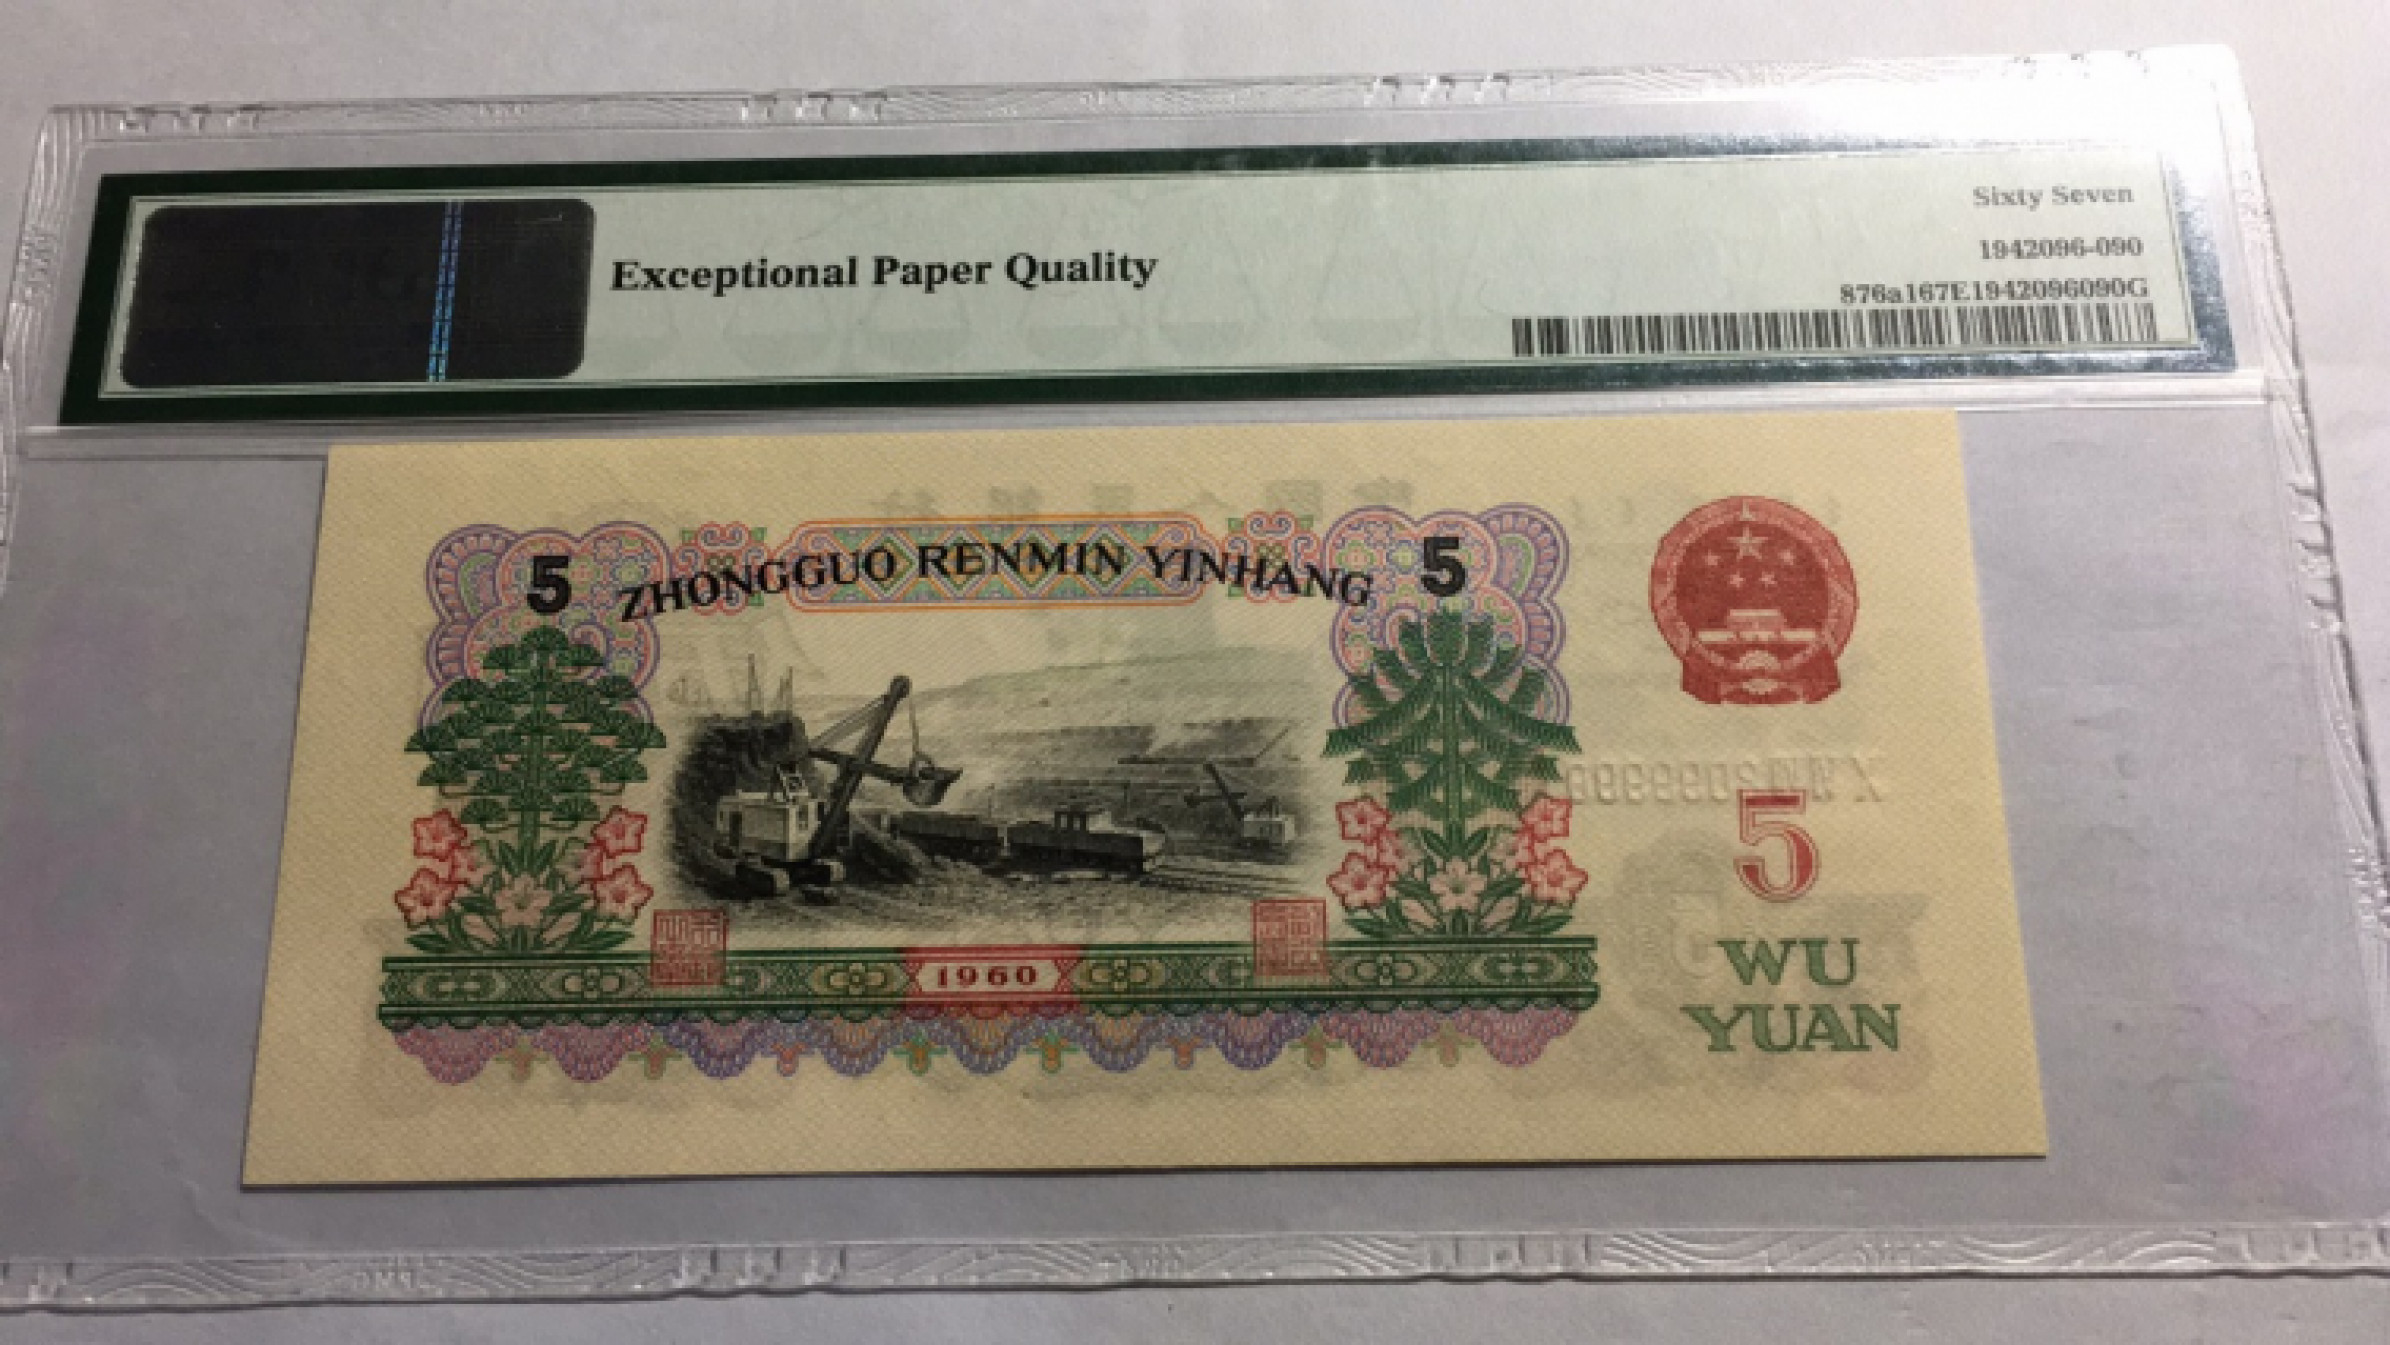 Sixty Seven
Exceptional Paper Quality
1942096-090
876a167E1942096090G
5 ZHONGGUO RENMIN YINHANG 5
5
1960
WU
YUAN